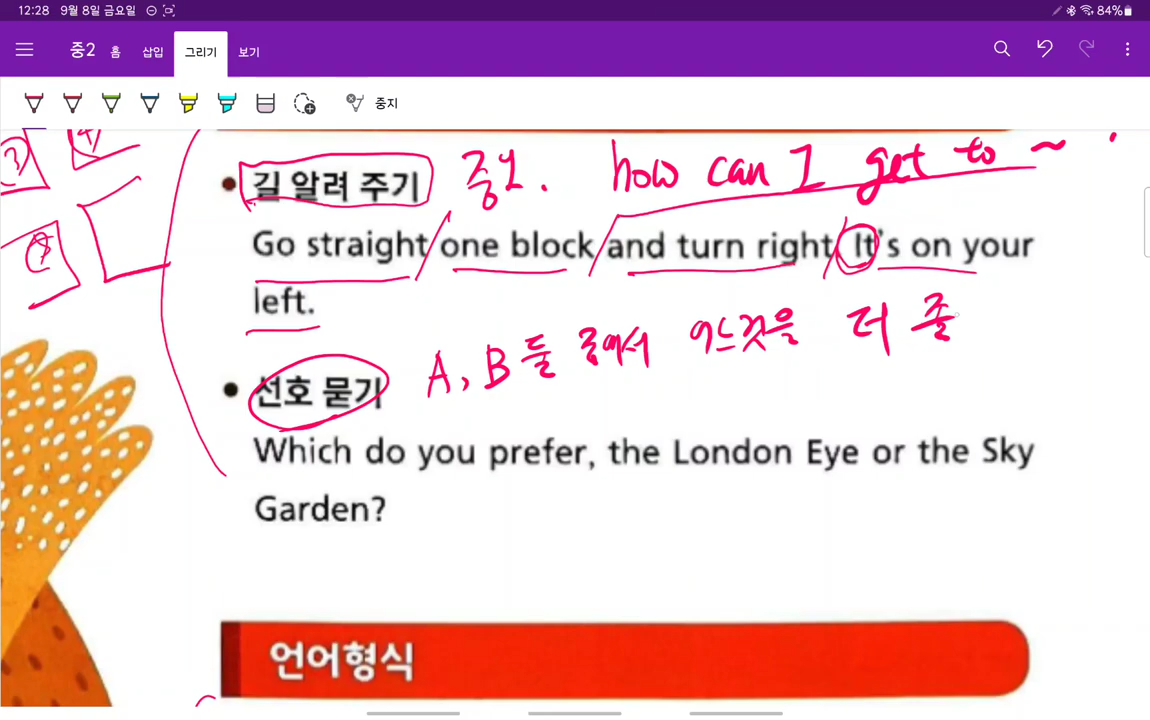 12:28 9월 8일 금요일 84%
중2 홈 삽입 그리기 보기
중지
③ ④
길 알려 주기 중요. how can I get to ~
Go straight one block and turn right. It's on your
left.
A, B 둘 중에서 어느것을 더 좋
선호 묻기
Which do you prefer, the London Eye or the Sky
Garden?
언어형식